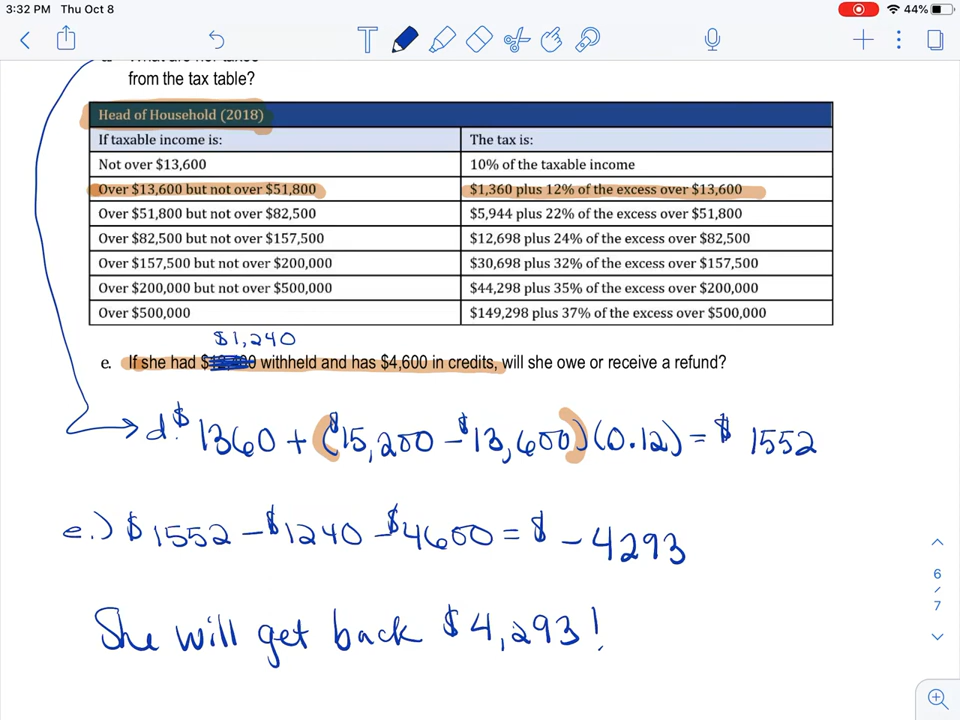 3:32 PM Thu Oct 8
44%
from the tax table?
Head of Household (2018)
If taxable income is: The tax is:
Not over $13,600 10% of the taxable income
Over $13,600 but not over $51,800 $1,360 plus 12% of the excess over $13,600
Over $51,800 but not over $82,500 $5,944 plus 22% of the excess over $51,800
Over $82,500 but not over $157,500 $12,698 plus 24% of the excess over $82,500
Over $157,500 but not over $200,000 $30,698 plus 32% of the excess over $157,500
Over $200,000 but not over $500,000 $44,298 plus 35% of the excess over $200,000
Over $500,000 $149,298 plus 37% of the excess over $500,000
$1,240
e. If she had $ withheld and has $4,600 in credits, will she owe or receive a refund?
d. $1360 + ($15,200 - $13,600)(0.12) = $ 1552
e.) $1552 - $1240 - $4600 = $ -4293
She will get back $4,293!
6
/
7